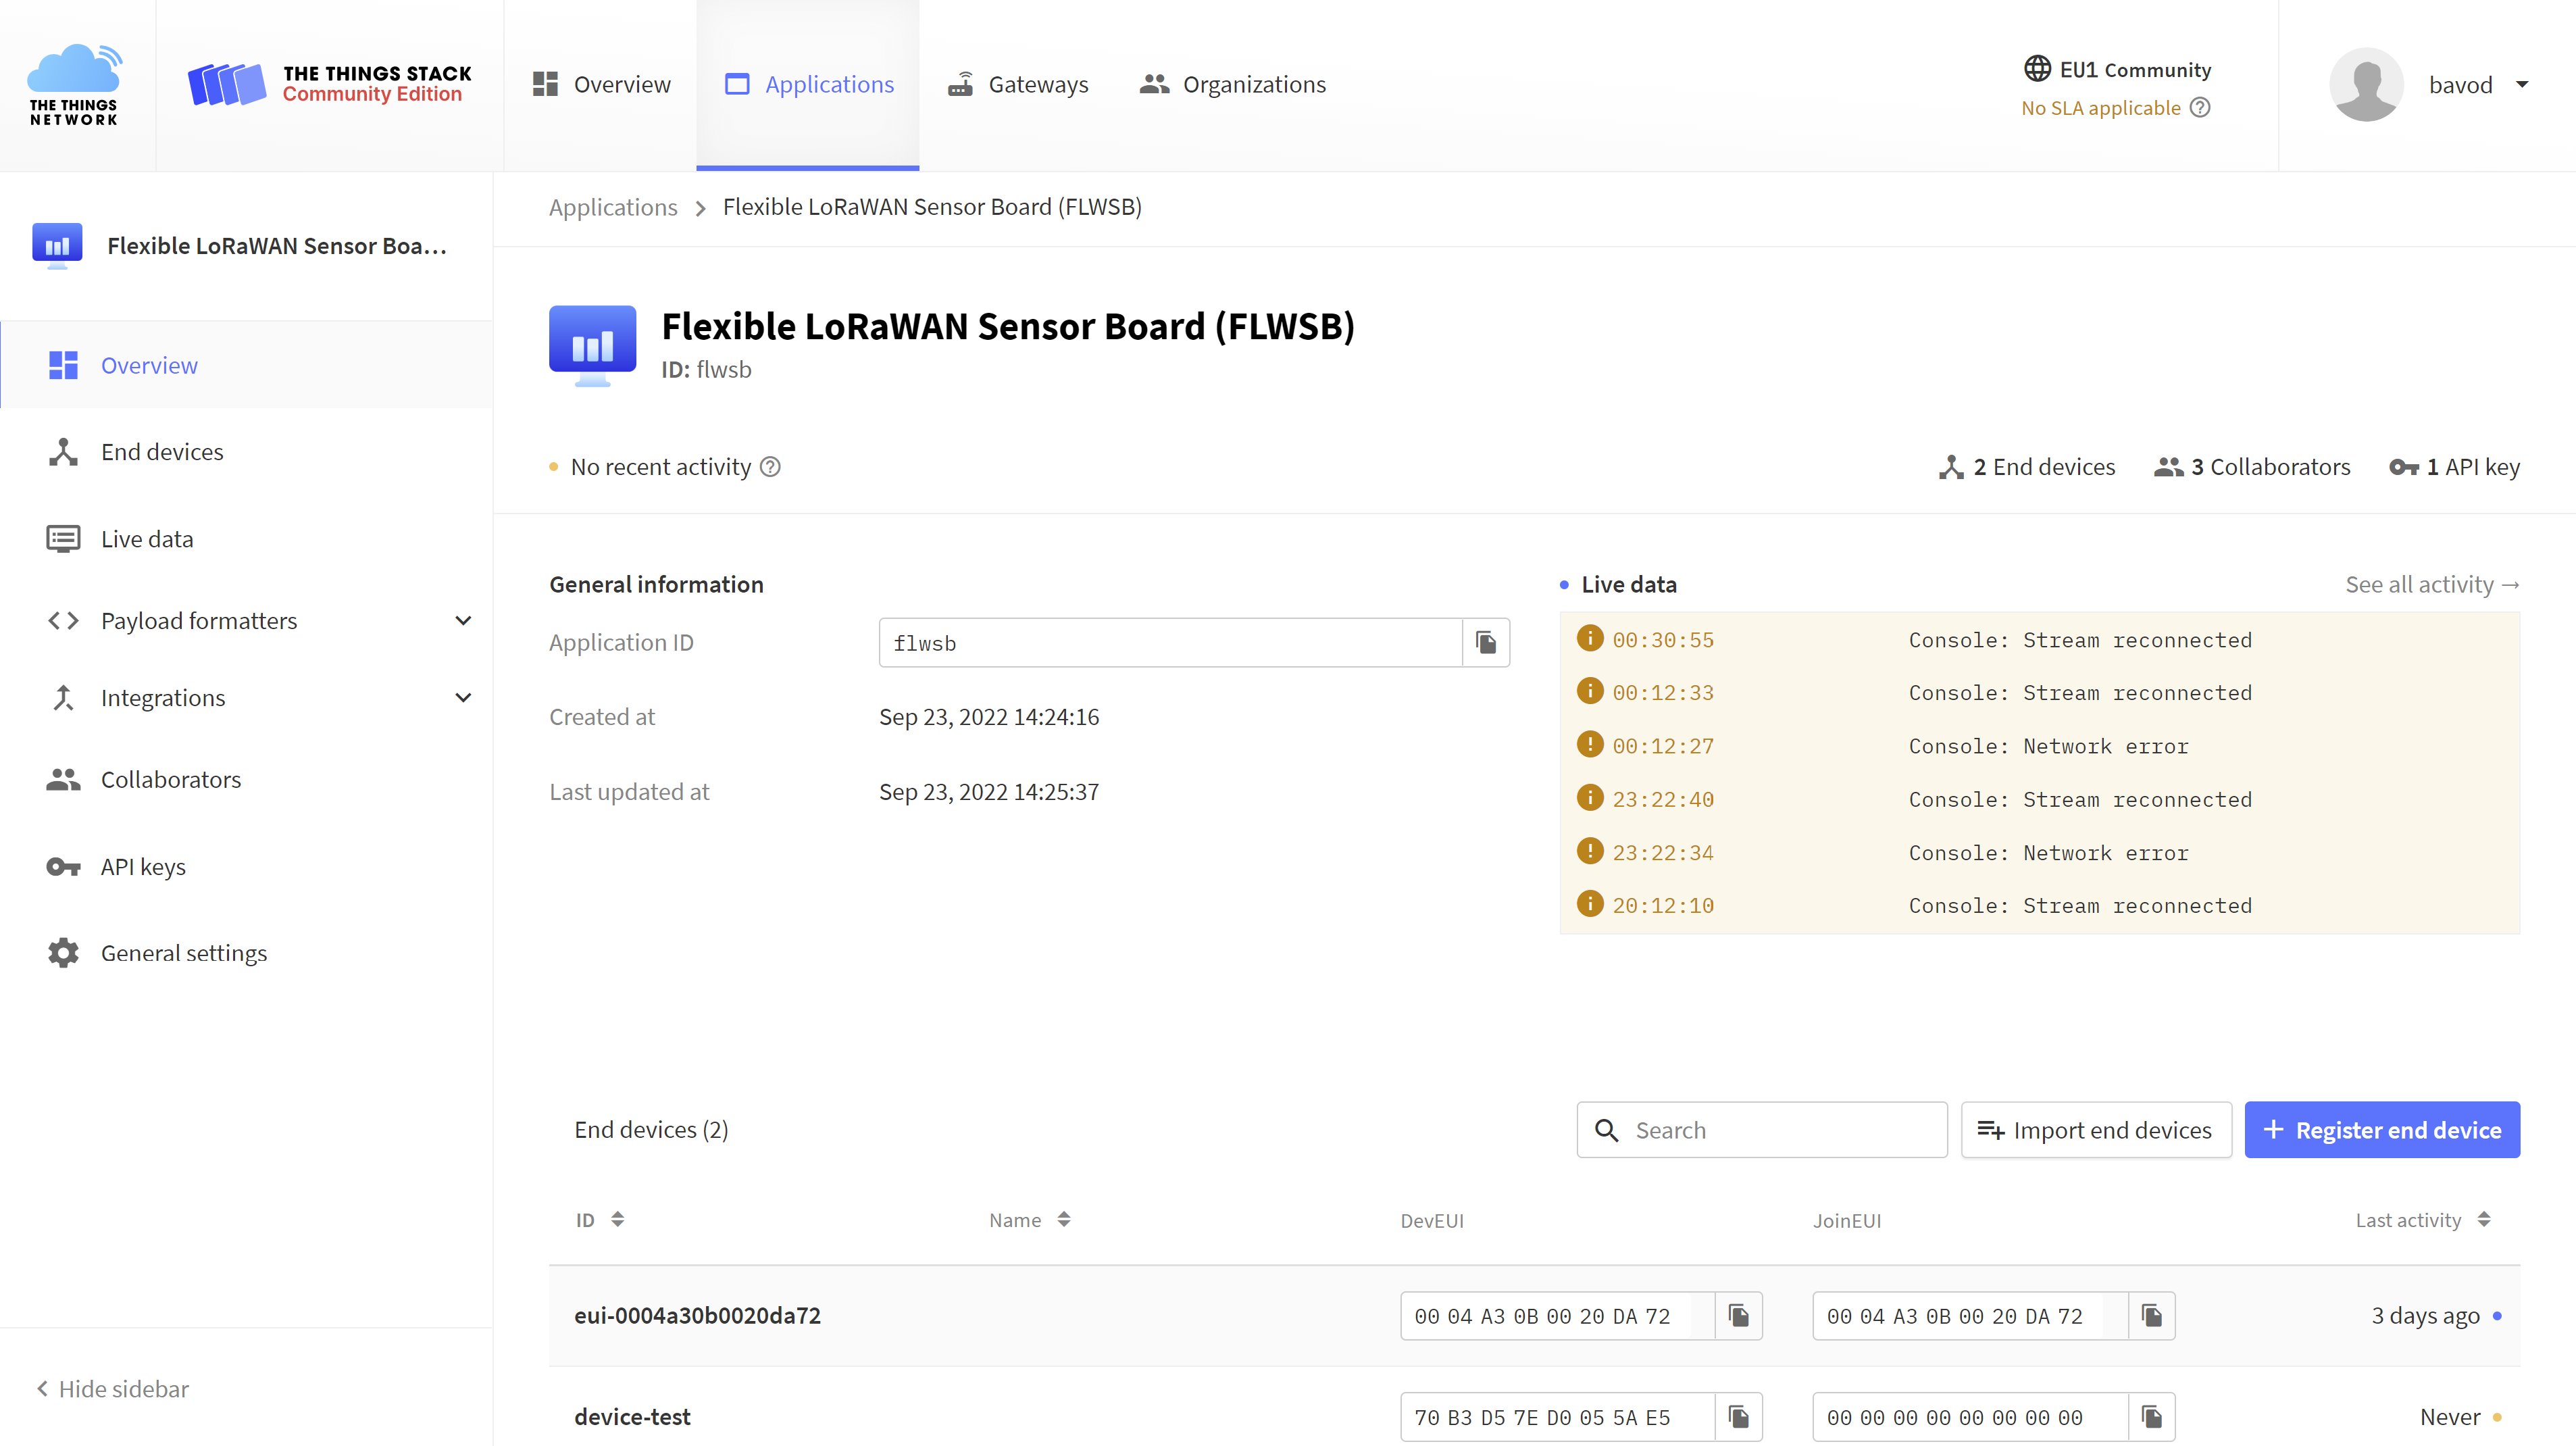 THE THINGS
NETWORK
THE THINGS STACK
Community Edition
Overview
Applications
Gateways
Organizations
EU1 Community
No SLA applicable
bavod
Flexible LoRaWAN Sensor Boa...
Overview
End devices
Live data
Payload formatters
Integrations
Collaborators
API keys
General settings
Hide sidebar
Applications > Flexible LoRaWAN Sensor Board (FLWSB)
Flexible LoRaWAN Sensor Board (FLWSB)
ID: flwsb
No recent activity
2 End devices
3 Collaborators
1 API key
General information
Application ID flwsb
Created at Sep 23, 2022 14:24:16
Last updated at Sep 23, 2022 14:25:37
Live data See all activity →
00:30:55 Console: Stream reconnected
00:12:33 Console: Stream reconnected
00:12:27 Console: Network error
23:22:40 Console: Stream reconnected
23:22:34 Console: Network error
20:12:10 Console: Stream reconnected
End devices (2)
Search
Import end devices
+ Register end device
ID Name DevEUI JoinEUI Last activity
eui-0004a30b0020da72 00 04 A3 0B 00 20 DA 72 00 04 A3 0B 00 20 DA 72 3 days ago
device-test 70 B3 D5 7E D0 05 5A E5 00 00 00 00 00 00 00 00 Never